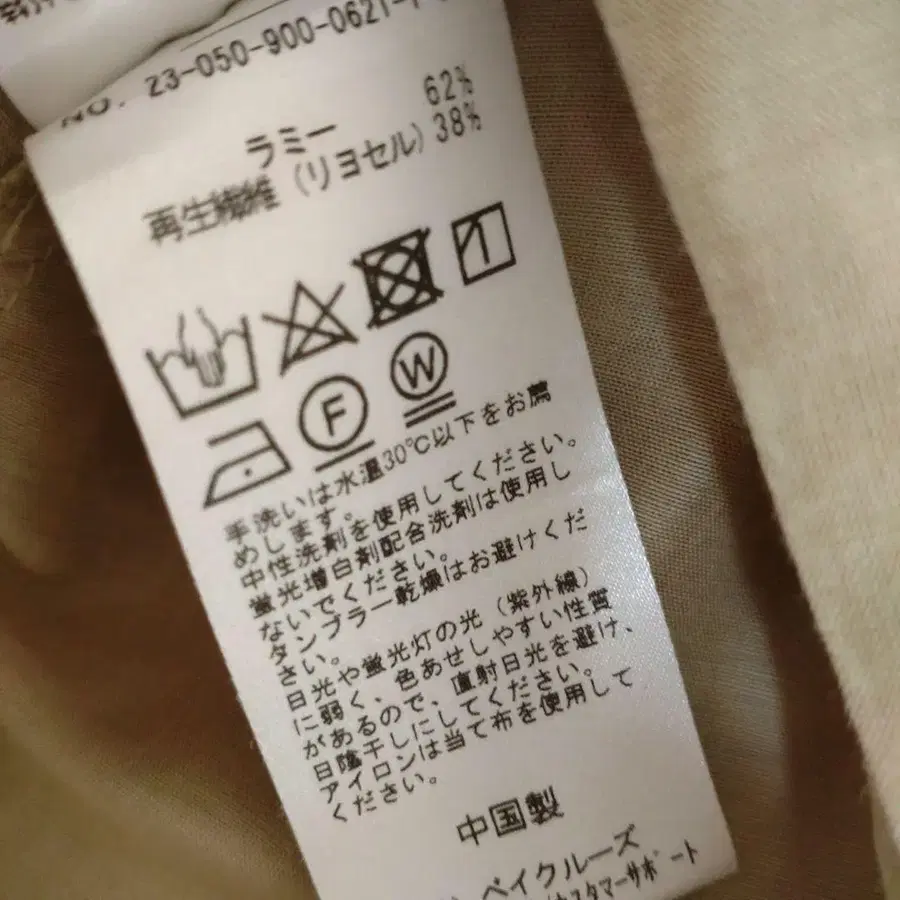 NO. 23-050-900-0621-1
ラミー 62%
再生繊維(リヨセル) 38%
F W
手洗いは水温30℃以下をお薦
めします。
中性洗剤を使用してください。
蛍光増白剤配合洗剤は使用し
ないでください。
タンブラー乾燥はお避けくだ
さい。
日光や蛍光灯の光(紫外線)
に弱く、色あせしやすい性質
があるので、直射日光を避け、
日陰干しにしてください。
アイロンは当て布を使用して
ください。
中国製
ベイクルーズ
カスタマーサポート